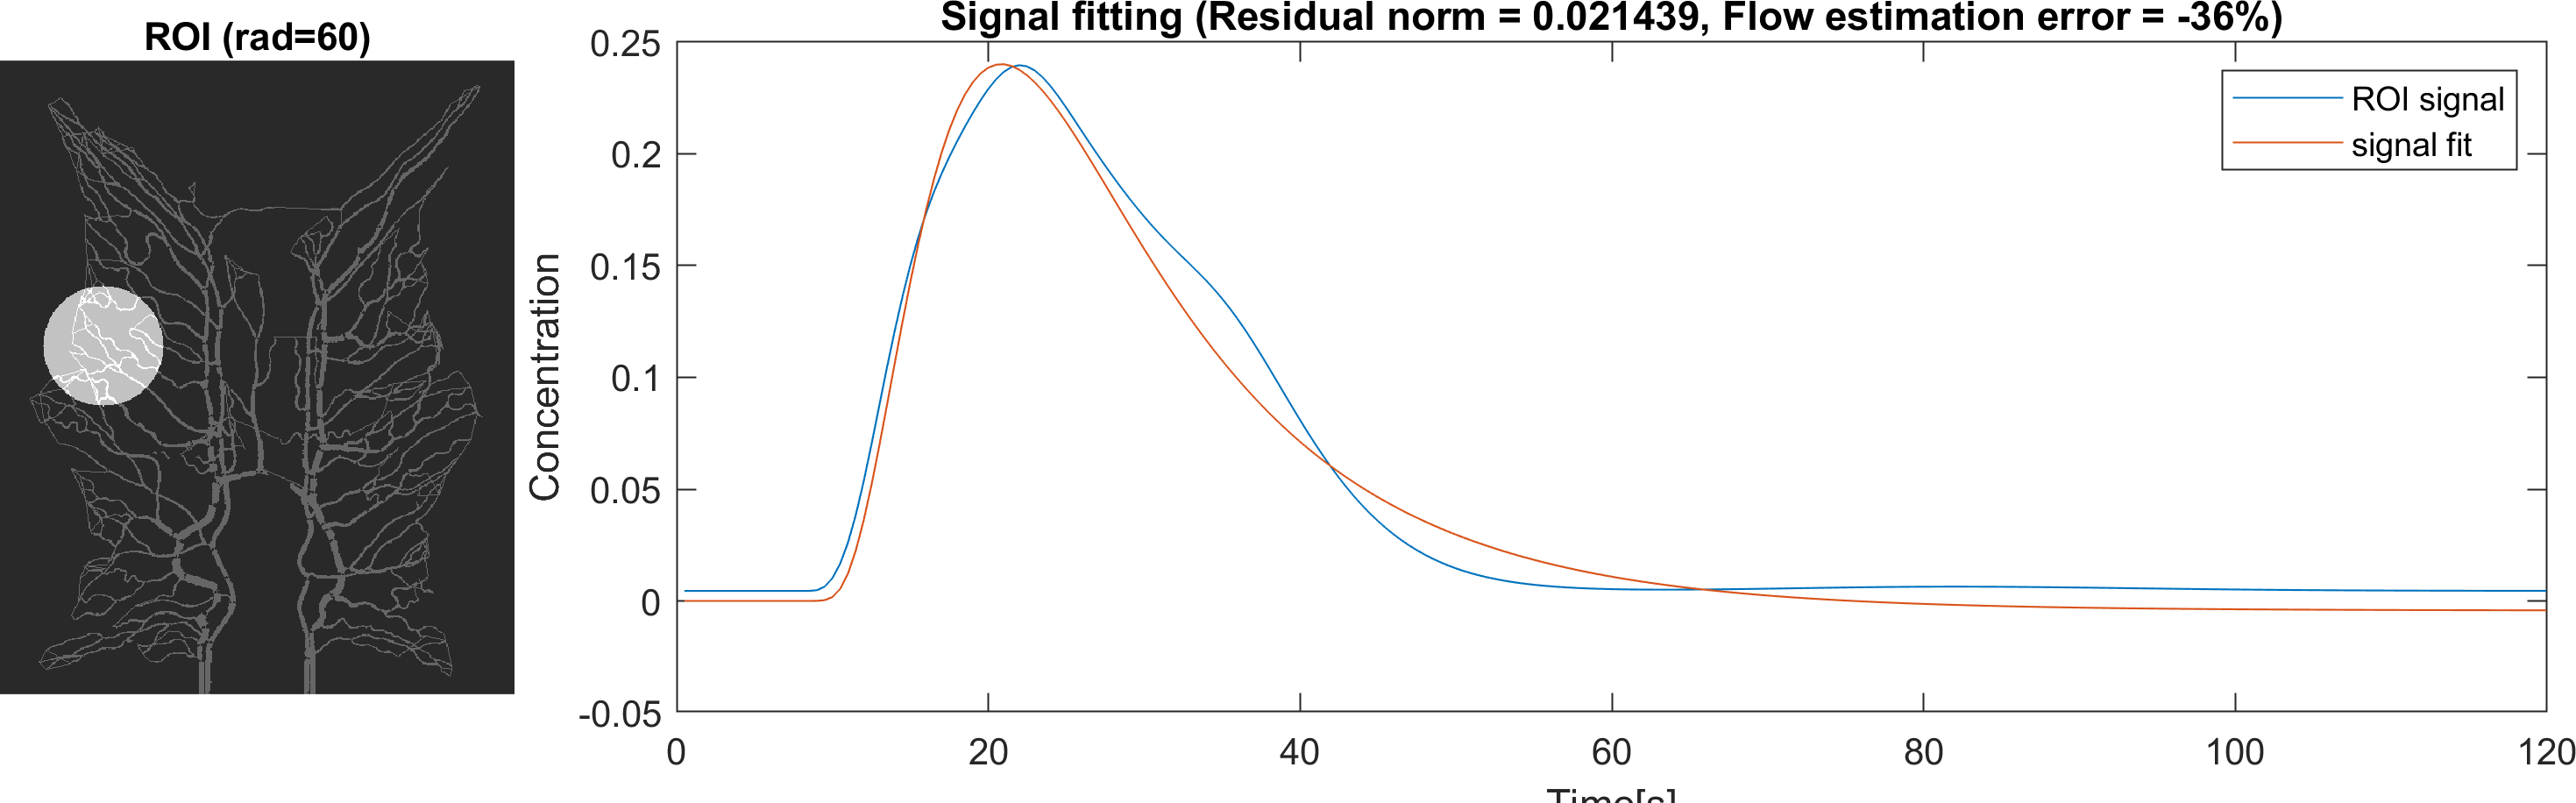 ROI (rad=60)
Signal fitting (Residual norm = 0.021439, Flow estimation error = -36%)
0.25
0.2
0.15
0.1
0.05
0
-0.05
Concentration
ROI signal
signal fit
0 20 40 60 80 100 120
Time[s]